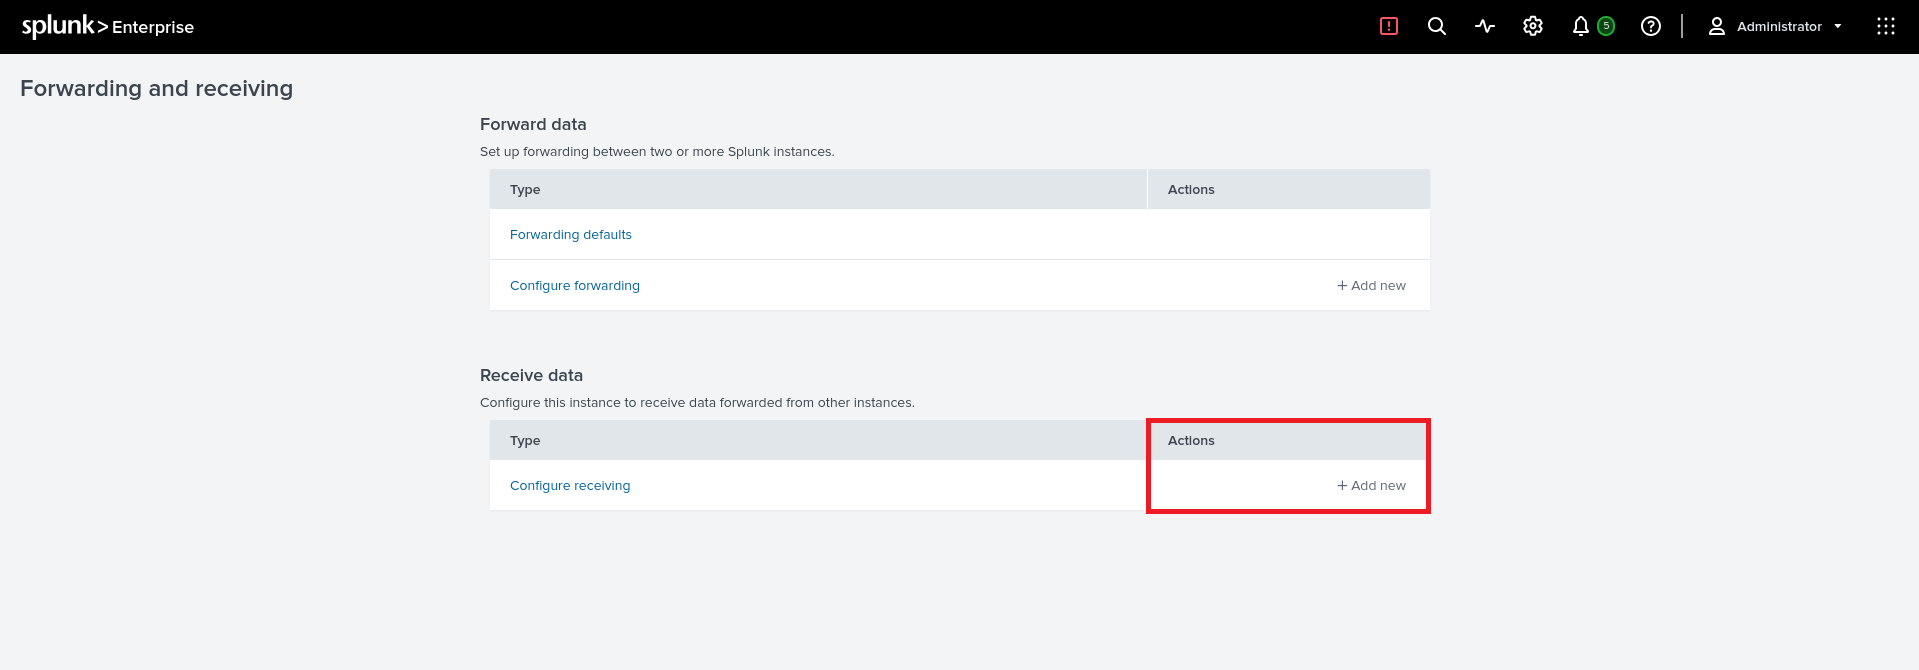 splunk> Enterprise
5
Administrator
Forwarding and receiving
Forward data
Set up forwarding between two or more Splunk instances.
Type Actions
Forwarding defaults
Configure forwarding + Add new
Receive data
Configure this instance to receive data forwarded from other instances.
Type Actions
Configure receiving + Add new